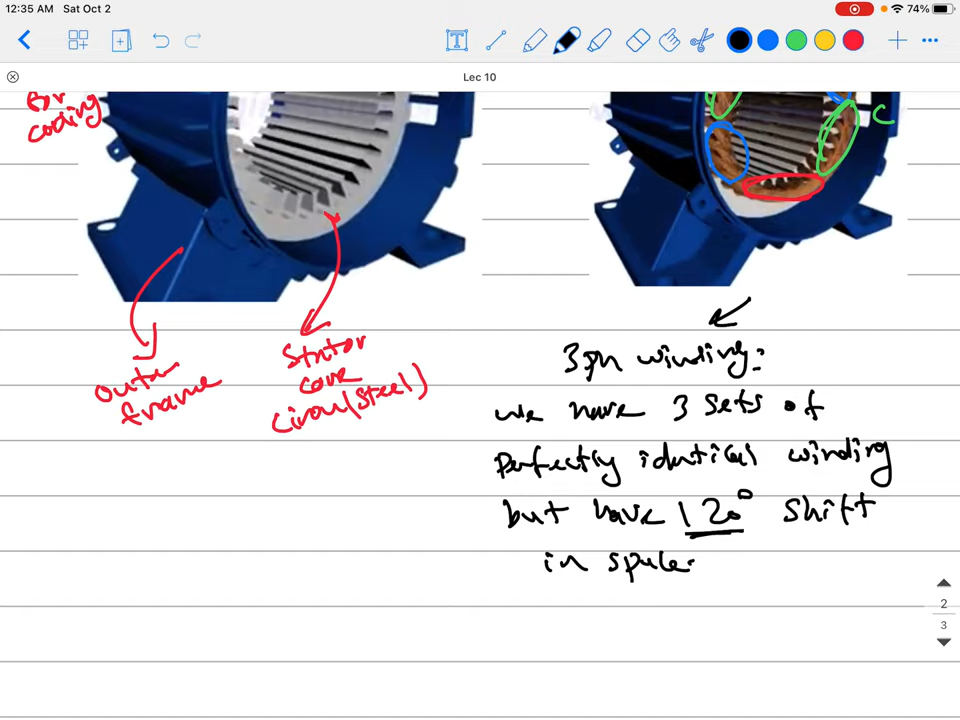 12:35 AM Sat Oct 2
74%
Lec 10
For
cooling
C
outer
frame
Stator
core
(iron/steel)
3ph winding:
we have 3 sets of
perfectly identical winding
but have 120° shift
in space.
2
3